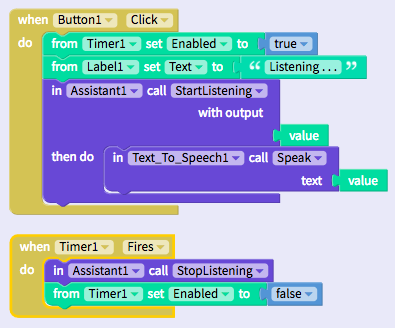 when Button1 Click
do from Timer1 set Enabled to true
from Label1 set Text to “ Listening . . . ”
in Assistant1 call StartListening
with output
value
then do in Text_To_Speech1 call Speak
text value
when Timer1 Fires
do in Assistant1 call StopListening
from Timer1 set Enabled to false